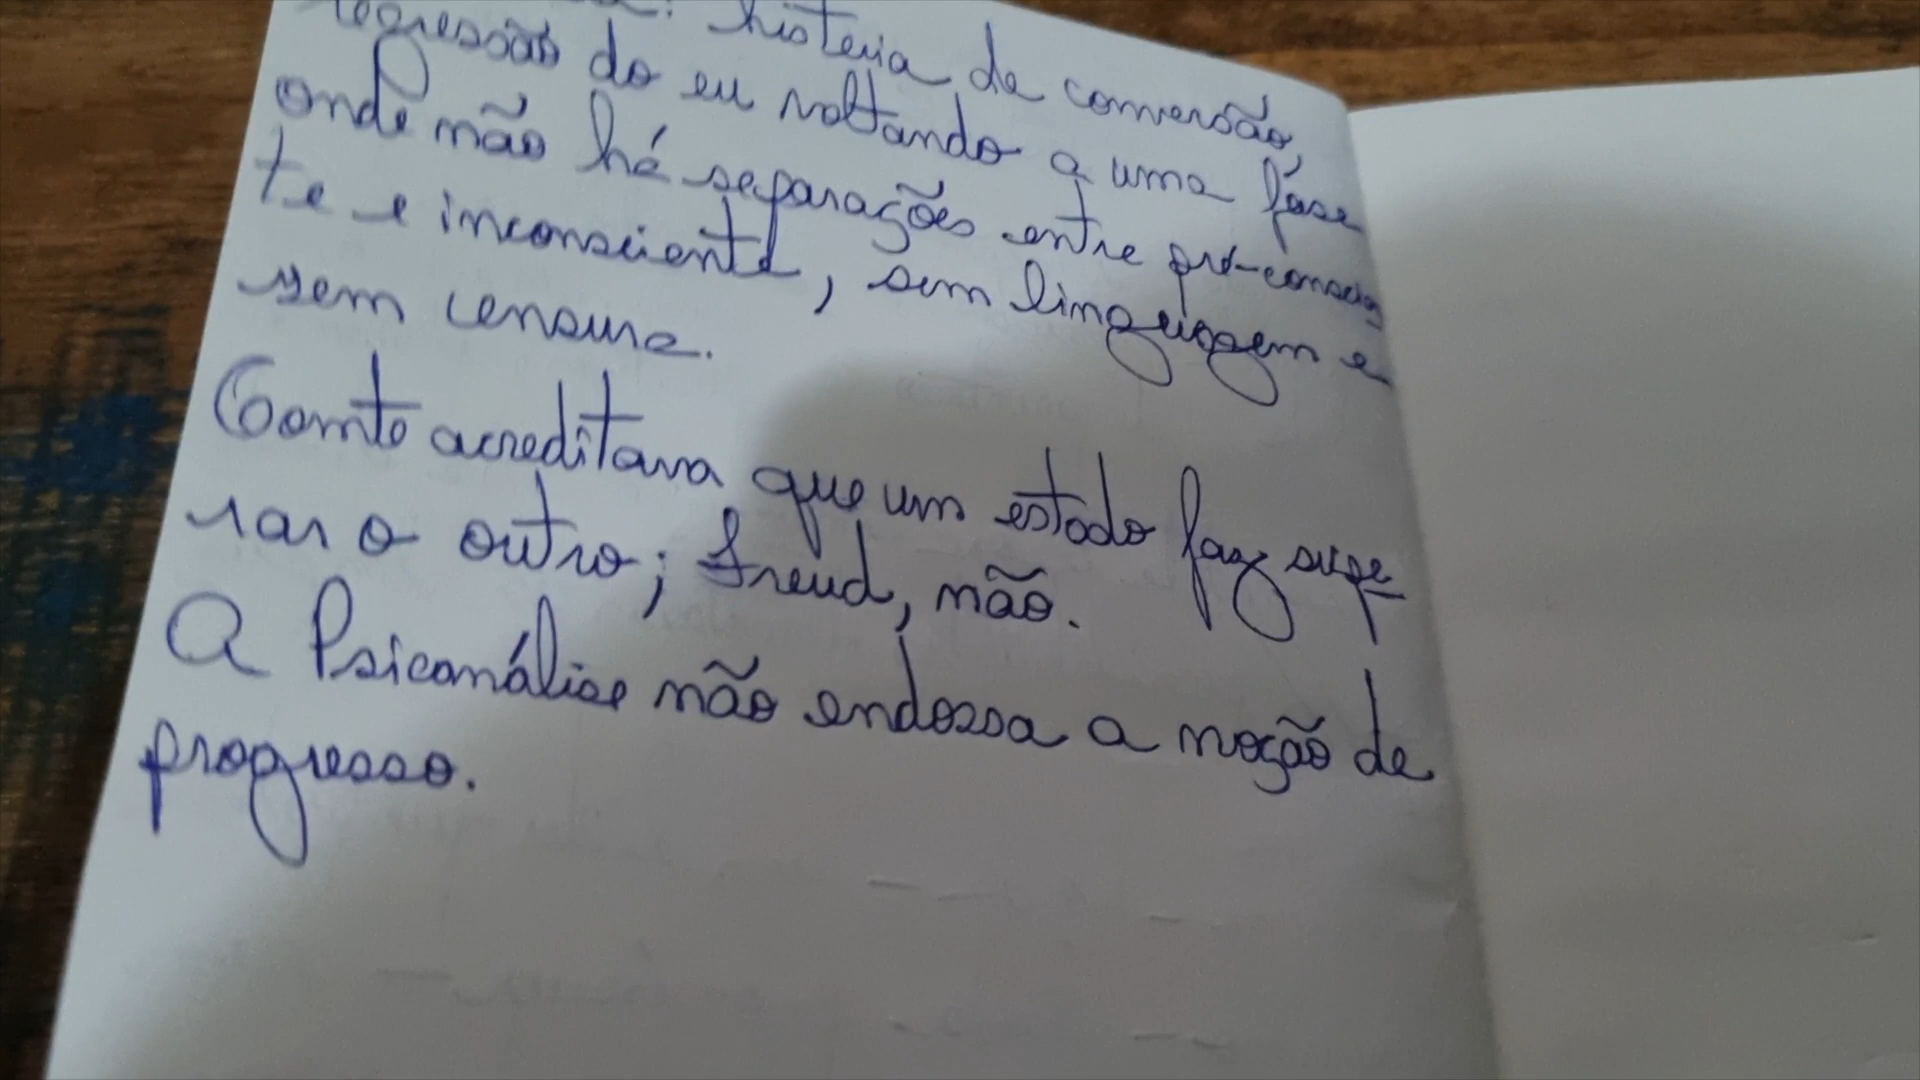 : histeria de conversão,
regressão do eu voltando a uma fase
onde não há separações entre pré-conscien
te e inconsciente, sem linguagem e
sem censura.
Comte acreditava que um estado faz supe
rar o outro; Freud, não.
A Psicanálise não endossa a noção de
progresso.